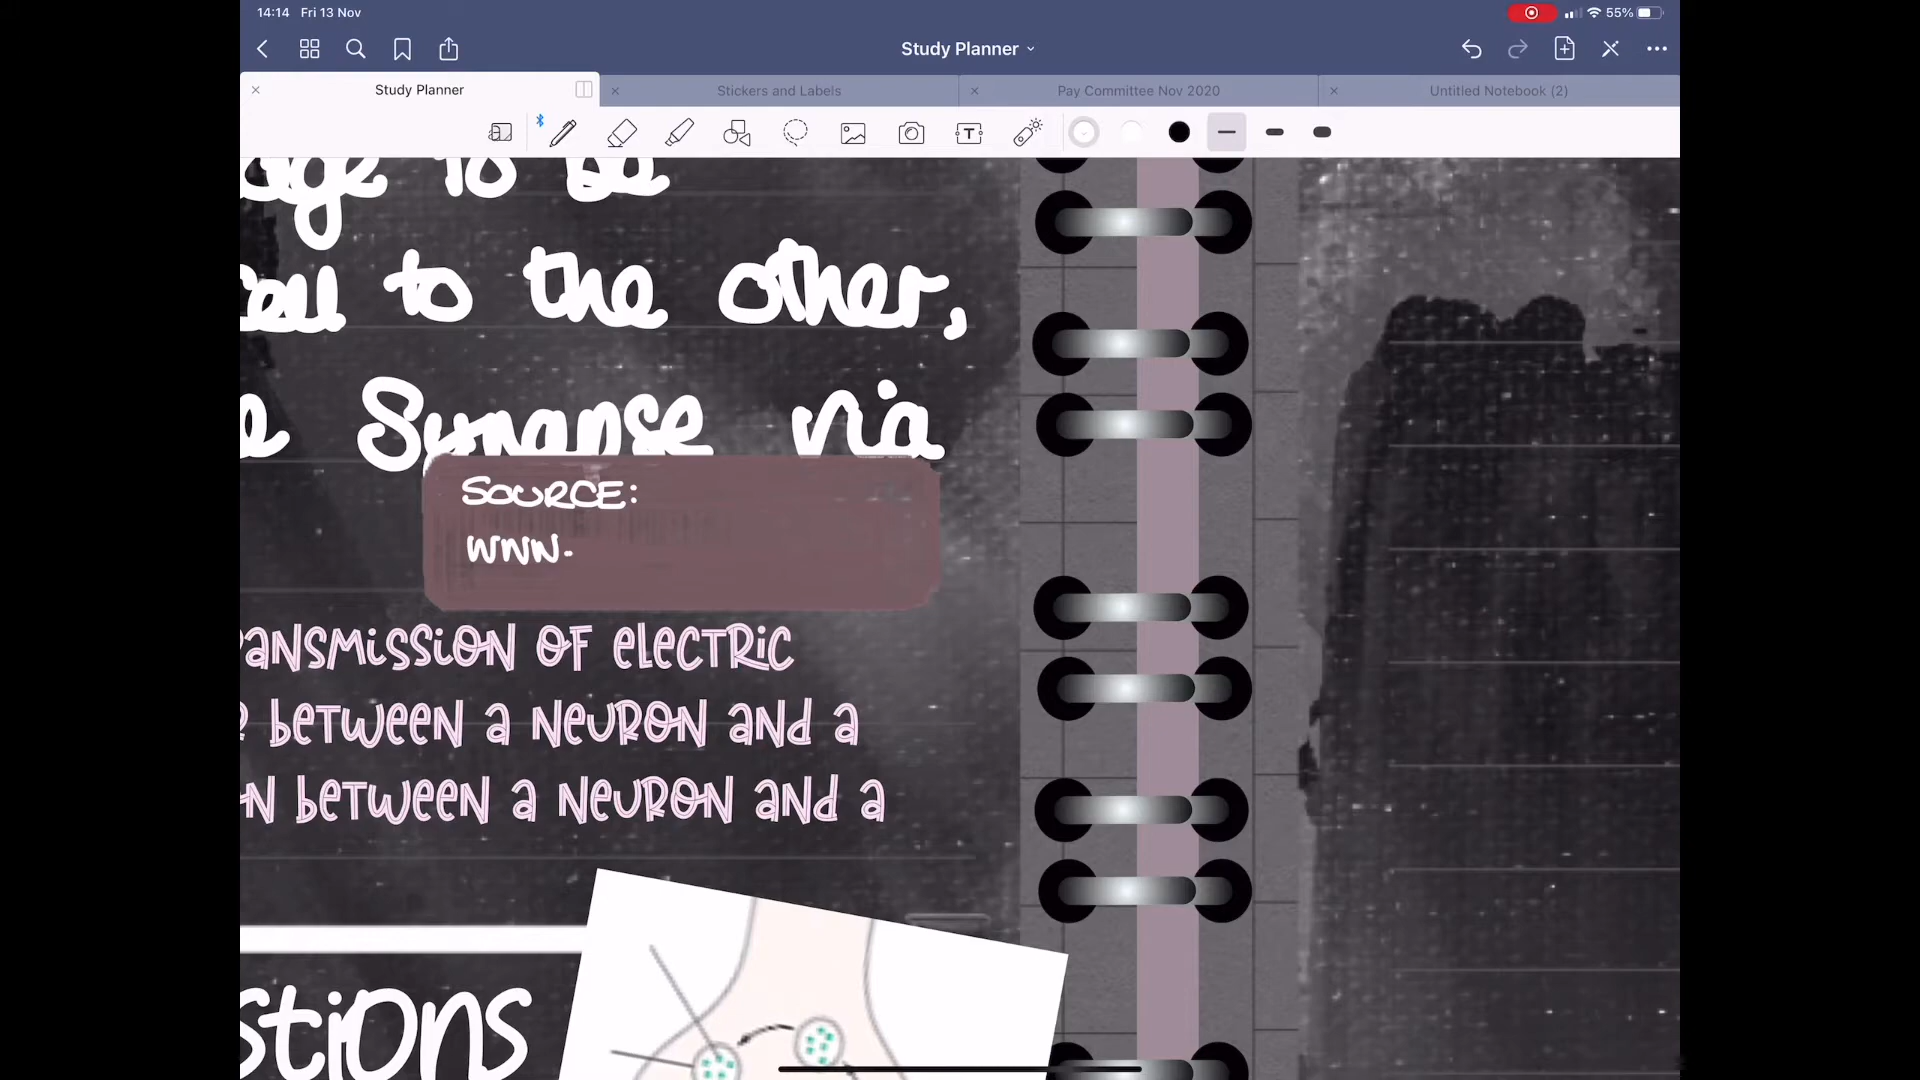 14:14 Fri 13 Nov
55%
Study Planner
Study Planner
Stickers and Labels
Pay Committee Nov 2020
Untitled Notebook (2)
to be
to the other,
Synapse via
SOURCE:
WWW.
ANSMISSION OF ELECTRIC
BETWEEN A NEURON AND A
N BETWEEN A NEURON AND A
stions